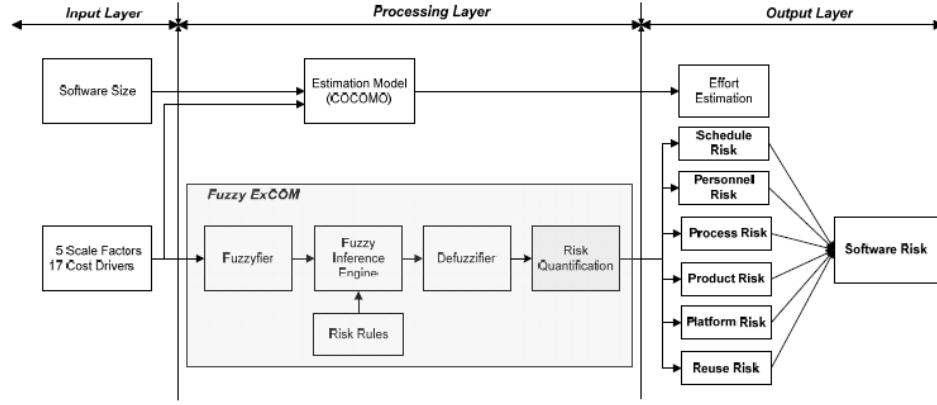 Input Layer
Processing Layer
Output Layer
Software Size
Estimation Model
(COCOMO)
Effort
Estimation
Schedule
Risk
Personnel
Risk
Fuzzy ExCOM
5 Scale Factors
17 Cost Drivers
Fuzzyfier
Fuzzy
Inference
Engine
Defuzzifier
Risk
Quantification
Risk Rules
Process Risk
Product Risk
Platform Risk
Reuse Risk
Software Risk